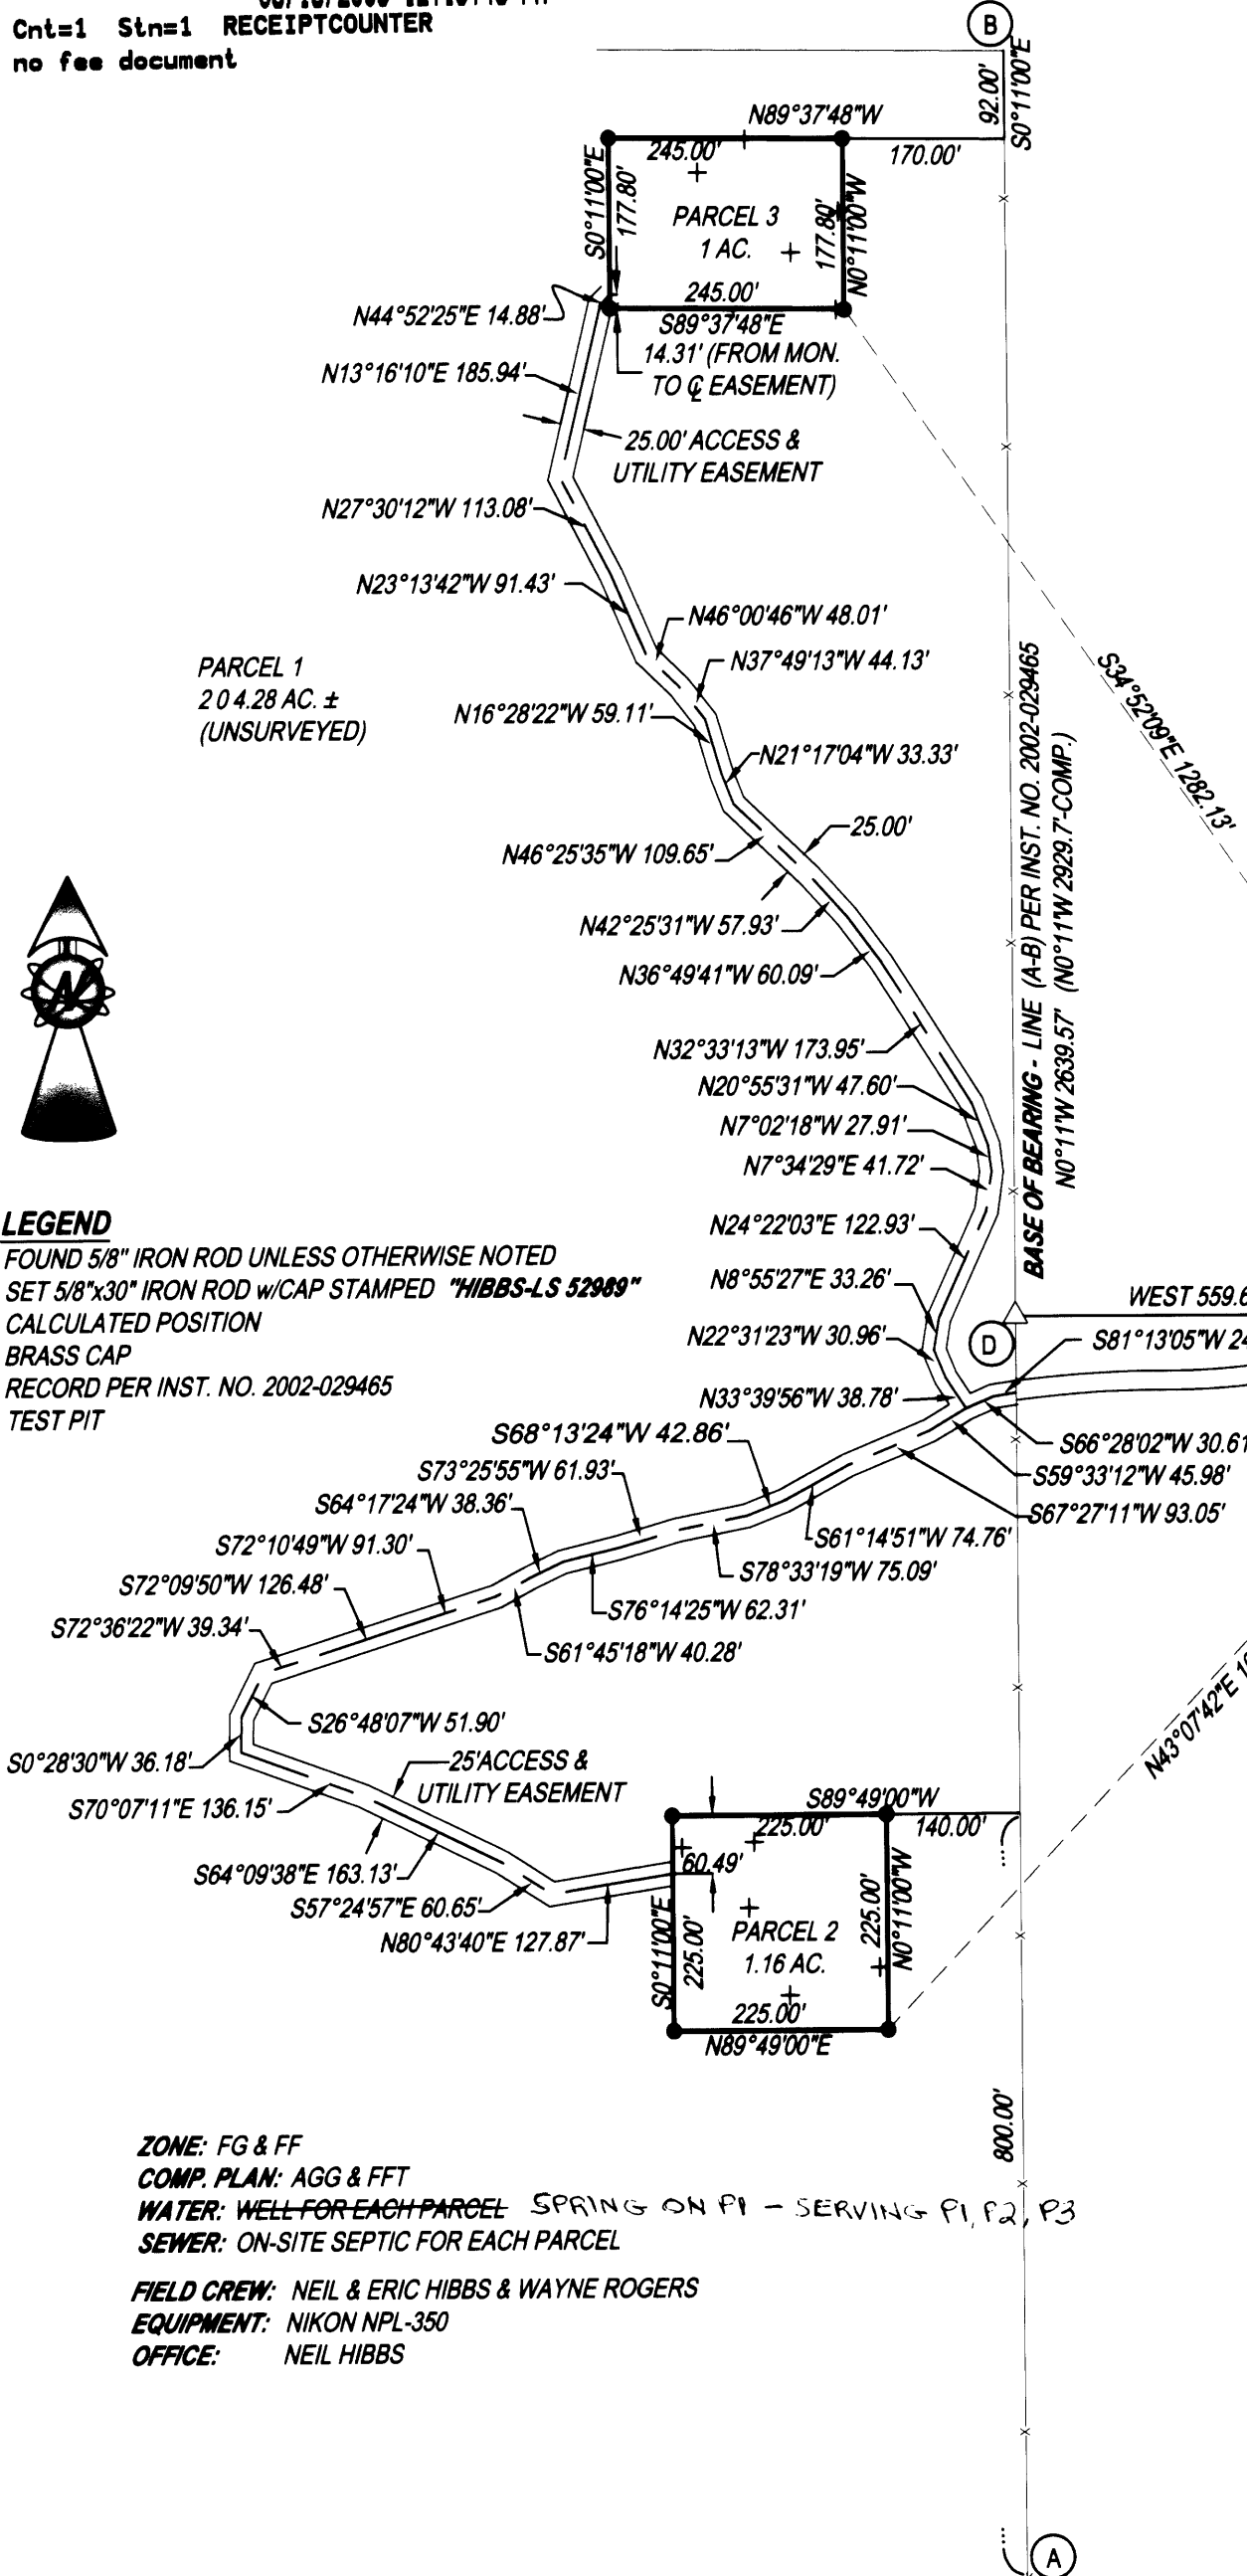 Cnt=1 Stn=1 RECEIPTCOUNTER
no fee document
B
92.00'
S0°11'00"E
N89°37'48"W
245.00'
170.00'
S0°11'00"E
177.80'
PARCEL 3
1 AC.
177.80'
N0°11'00"W
245.00'
S89°37'48"E
N44°52'25"E 14.88'
14.31' (FROM MON.
TO ℄ EASEMENT)
N13°16'10"E 185.94'
25.00' ACCESS &
UTILITY EASEMENT
N27°30'12"W 113.08'
N23°13'42"W 91.43'
N46°00'46"W 48.01'
N37°49'13"W 44.13'
PARCEL 1
204.28 AC. ±
(UNSURVEYED)
N16°28'22"W 59.11'
N21°17'04"W 33.33'
S34°52'09"E 1282.13'
25.00'
N46°25'35"W 109.65'
N42°25'31"W 57.93'
N36°49'41"W 60.09'
BASE OF BEARING - LINE (A-B) PER INST. NO. 2002-029465
N0°11'W 2639.57' (N0°11'W 2929.7'-COMP.)
N
N32°33'13"W 173.95'
N20°55'31"W 47.60'
N7°02'18"W 27.91'
N7°34'29"E 41.72'
LEGEND
FOUND 5/8" IRON ROD UNLESS OTHERWISE NOTED
SET 5/8"x30" IRON ROD w/CAP STAMPED "HIBBS-LS 52989"
CALCULATED POSITION
BRASS CAP
RECORD PER INST. NO. 2002-029465
TEST PIT
N24°22'03"E 122.93'
N8°55'27"E 33.26'
WEST 559.6
N22°31'23"W 30.96'
D
S81°13'05"W 24
N33°39'56"W 38.78'
S68°13'24"W 42.86'
S66°28'02"W 30.61
S73°25'55"W 61.93'
S59°33'12"W 45.98'
S64°17'24"W 38.36'
S67°27'11"W 93.05'
S72°10'49"W 91.30'
S61°14'51"W 74.76'
S78°33'19"W 75.09'
S72°09'50"W 126.48'
S76°14'25"W 62.31'
S72°36'22"W 39.34'
S61°45'18"W 40.28'
S26°48'07"W 51.90'
N43°07'42"E 1
S0°28'30"W 36.18'
25'ACCESS &
UTILITY EASEMENT
S70°07'11"E 136.15'
S89°49'00"W
225.00'
140.00'
S64°09'38"E 163.13'
60.49'
S57°24'57"E 60.65'
N80°43'40"E 127.87'
S0°11'00"E
225.00'
PARCEL 2
1.16 AC.
225.00'
N0°11'00"W
225.00'
N89°49'00"E
800.00'
ZONE: FG & FF
COMP. PLAN: AGG & FFT
WATER: WELL FOR EACH PARCEL SPRING ON P1 - SERVING P1, P2, P3
SEWER: ON-SITE SEPTIC FOR EACH PARCEL
FIELD CREW: NEIL & ERIC HIBBS & WAYNE ROGERS
EQUIPMENT: NIKON NPL-350
OFFICE: NEIL HIBBS
A